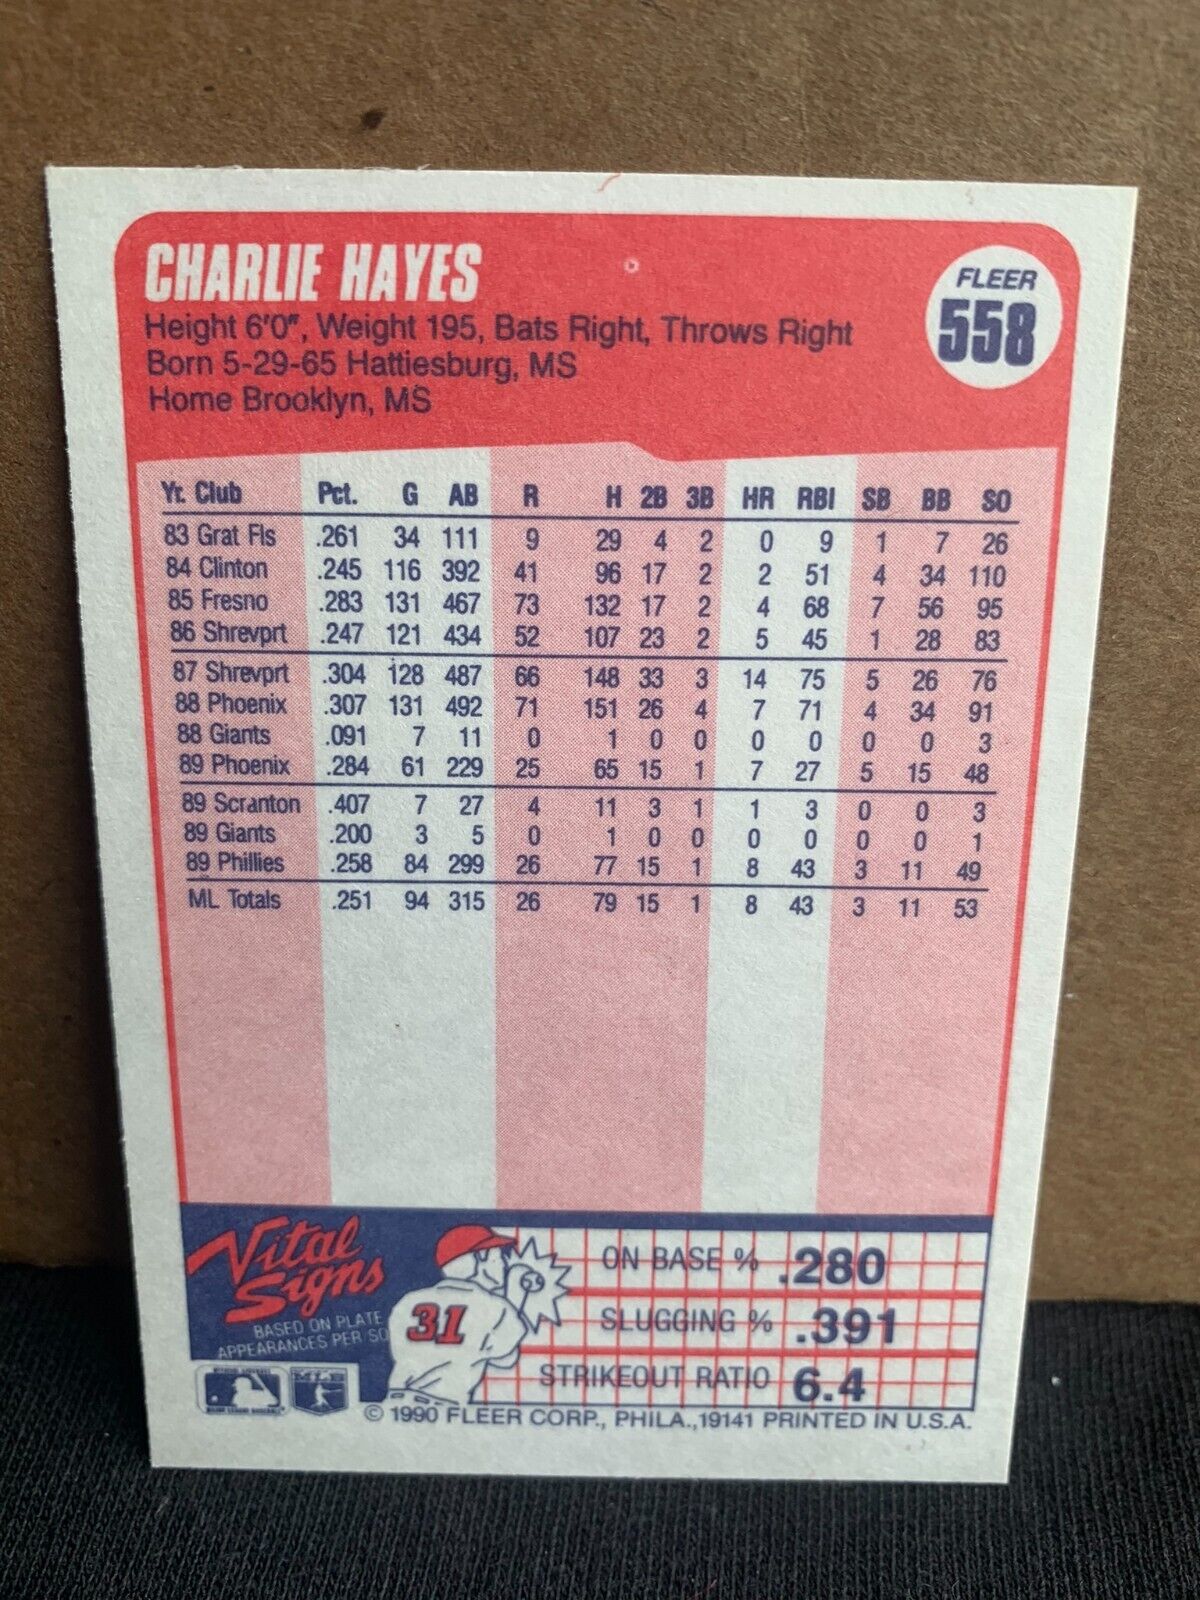 CHARLIE HAYES
FLEER
558
Height 6'0", Weight 195, Bats Right, Throws Right
Born 5-29-65 Hattiesburg, MS
Home Brooklyn, MS
Yr. Club Pct. G AB R H 2B 3B HR RBI SB BB SO
83 Grat Fls .261 34 111 9 29 4 2 0 9 1 7 26
84 Clinton .245 116 392 41 96 17 2 2 51 4 34 110
85 Fresno .283 131 467 73 132 17 2 4 68 7 56 95
86 Shrevprt .247 121 434 52 107 23 2 5 45 1 28 83
87 Shrevprt .304 128 487 66 148 33 3 14 75 5 26 76
88 Phoenix .307 131 492 71 151 26 4 7 71 4 34 91
88 Giants .091 7 11 0 1 0 0 0 0 0 0 3
89 Phoenix .284 61 229 25 65 15 1 7 27 5 15 48
89 Scranton .407 7 27 4 11 3 1 1 3 0 0 3
89 Giants .200 3 5 0 1 0 0 0 0 0 0 1
89 Phillies .258 84 299 26 77 15 1 8 43 3 11 49
ML Totals .251 94 315 26 79 15 1 8 43 3 11 53
Vital
Signs
BASED ON PLATE
APPEARANCES PER SO
31
ON BASE % .280
SLUGGING % .391
STRIKEOUT RATIO 6.4
© 1990 FLEER CORP., PHILA.,19141 PRINTED IN U.S.A.